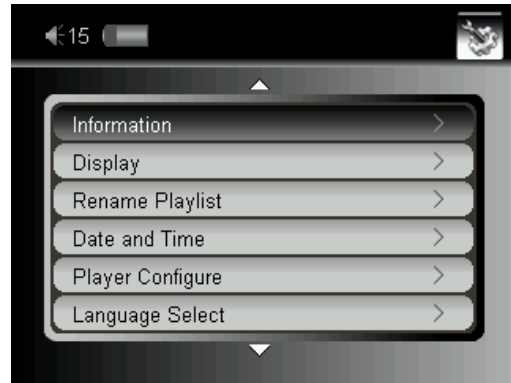 15
Information
Display
Rename Playlist
Date and Time
Player Configure
Language Select